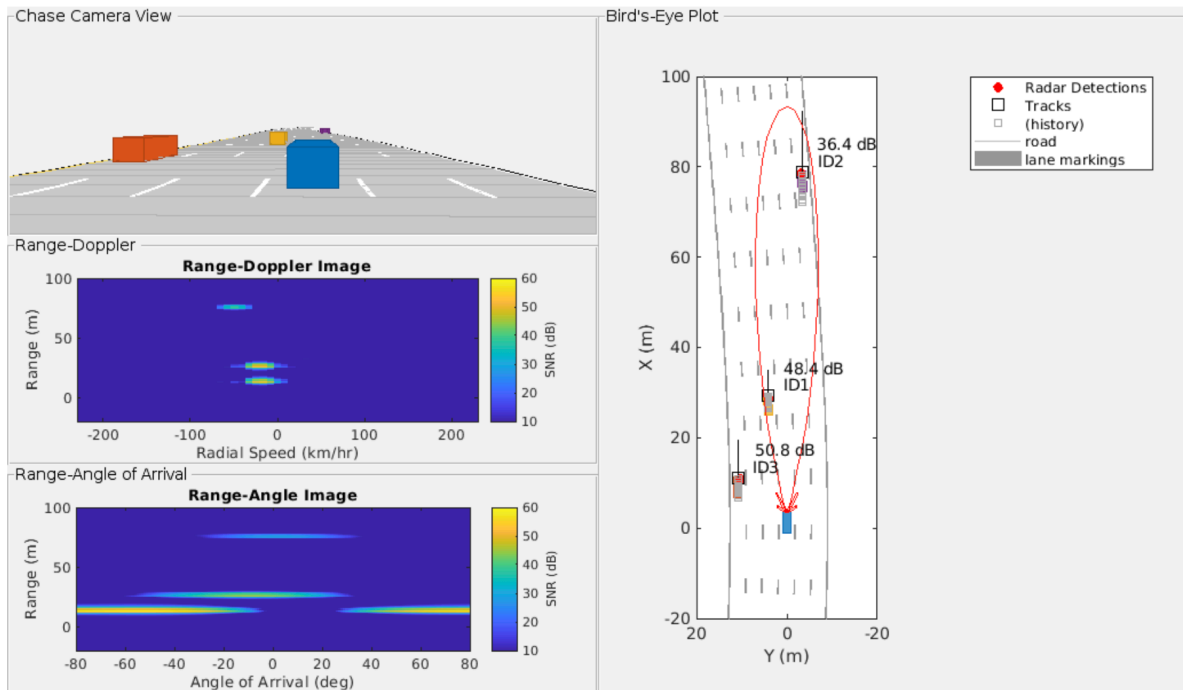 Chase Camera View
Range-Doppler
Range-Doppler Image
100
50
0
Range (m)
-200
-100
0
100
200
Radial Speed (km/hr)
60
50
40
30
20
10
SNR (dB)
Range-Angle of Arrival
Range-Angle Image
100
50
0
Range (m)
-80
-60
-40
-20
0
20
40
60
80
Angle of Arrival (deg)
60
50
40
30
20
10
SNR (dB)
Bird's-Eye Plot
100
80
60
40
20
0
-20
X (m)
20
0
-20
Y (m)
36.4 dB
ID2
48.4 dB
ID1
50.8 dB
ID3
Radar Detections
Tracks
(history)
road
lane markings